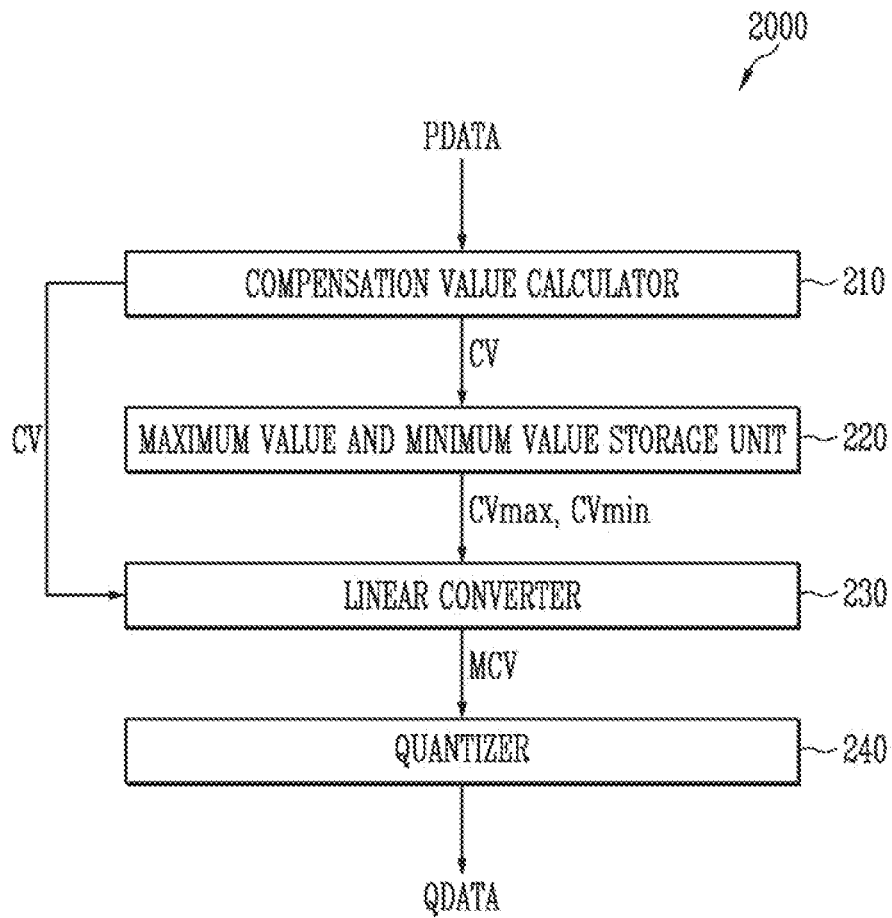 2000
PDATA
COMPENSATION VALUE CALCULATOR
210
CV
CV
MAXIMUM VALUE AND MINIMUM VALUE STORAGE UNIT
220
CVmax, CVmin
LINEAR CONVERTER
230
MCV
QUANTIZER
240
QDATA